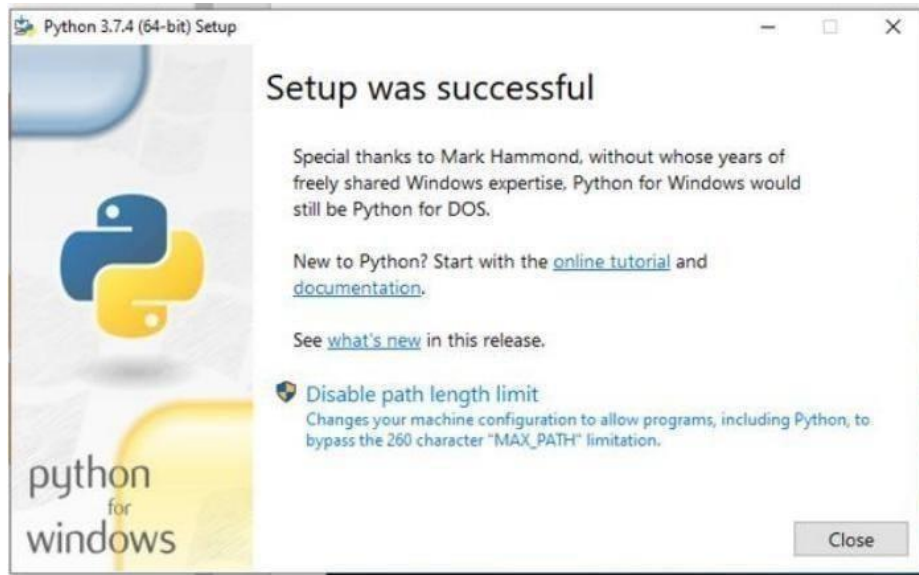 Python 3.7.4 (64-bit) Setup
Setup was successful
Special thanks to Mark Hammond, without whose years of
freely shared Windows expertise, Python for Windows would
still be Python for DOS.
New to Python? Start with the online tutorial and
documentation.
See what's new in this release.
Disable path length limit
Changes your machine configuration to allow programs, including Python, to
bypass the 260 character "MAX_PATH" limitation.
python
for
windows
Close